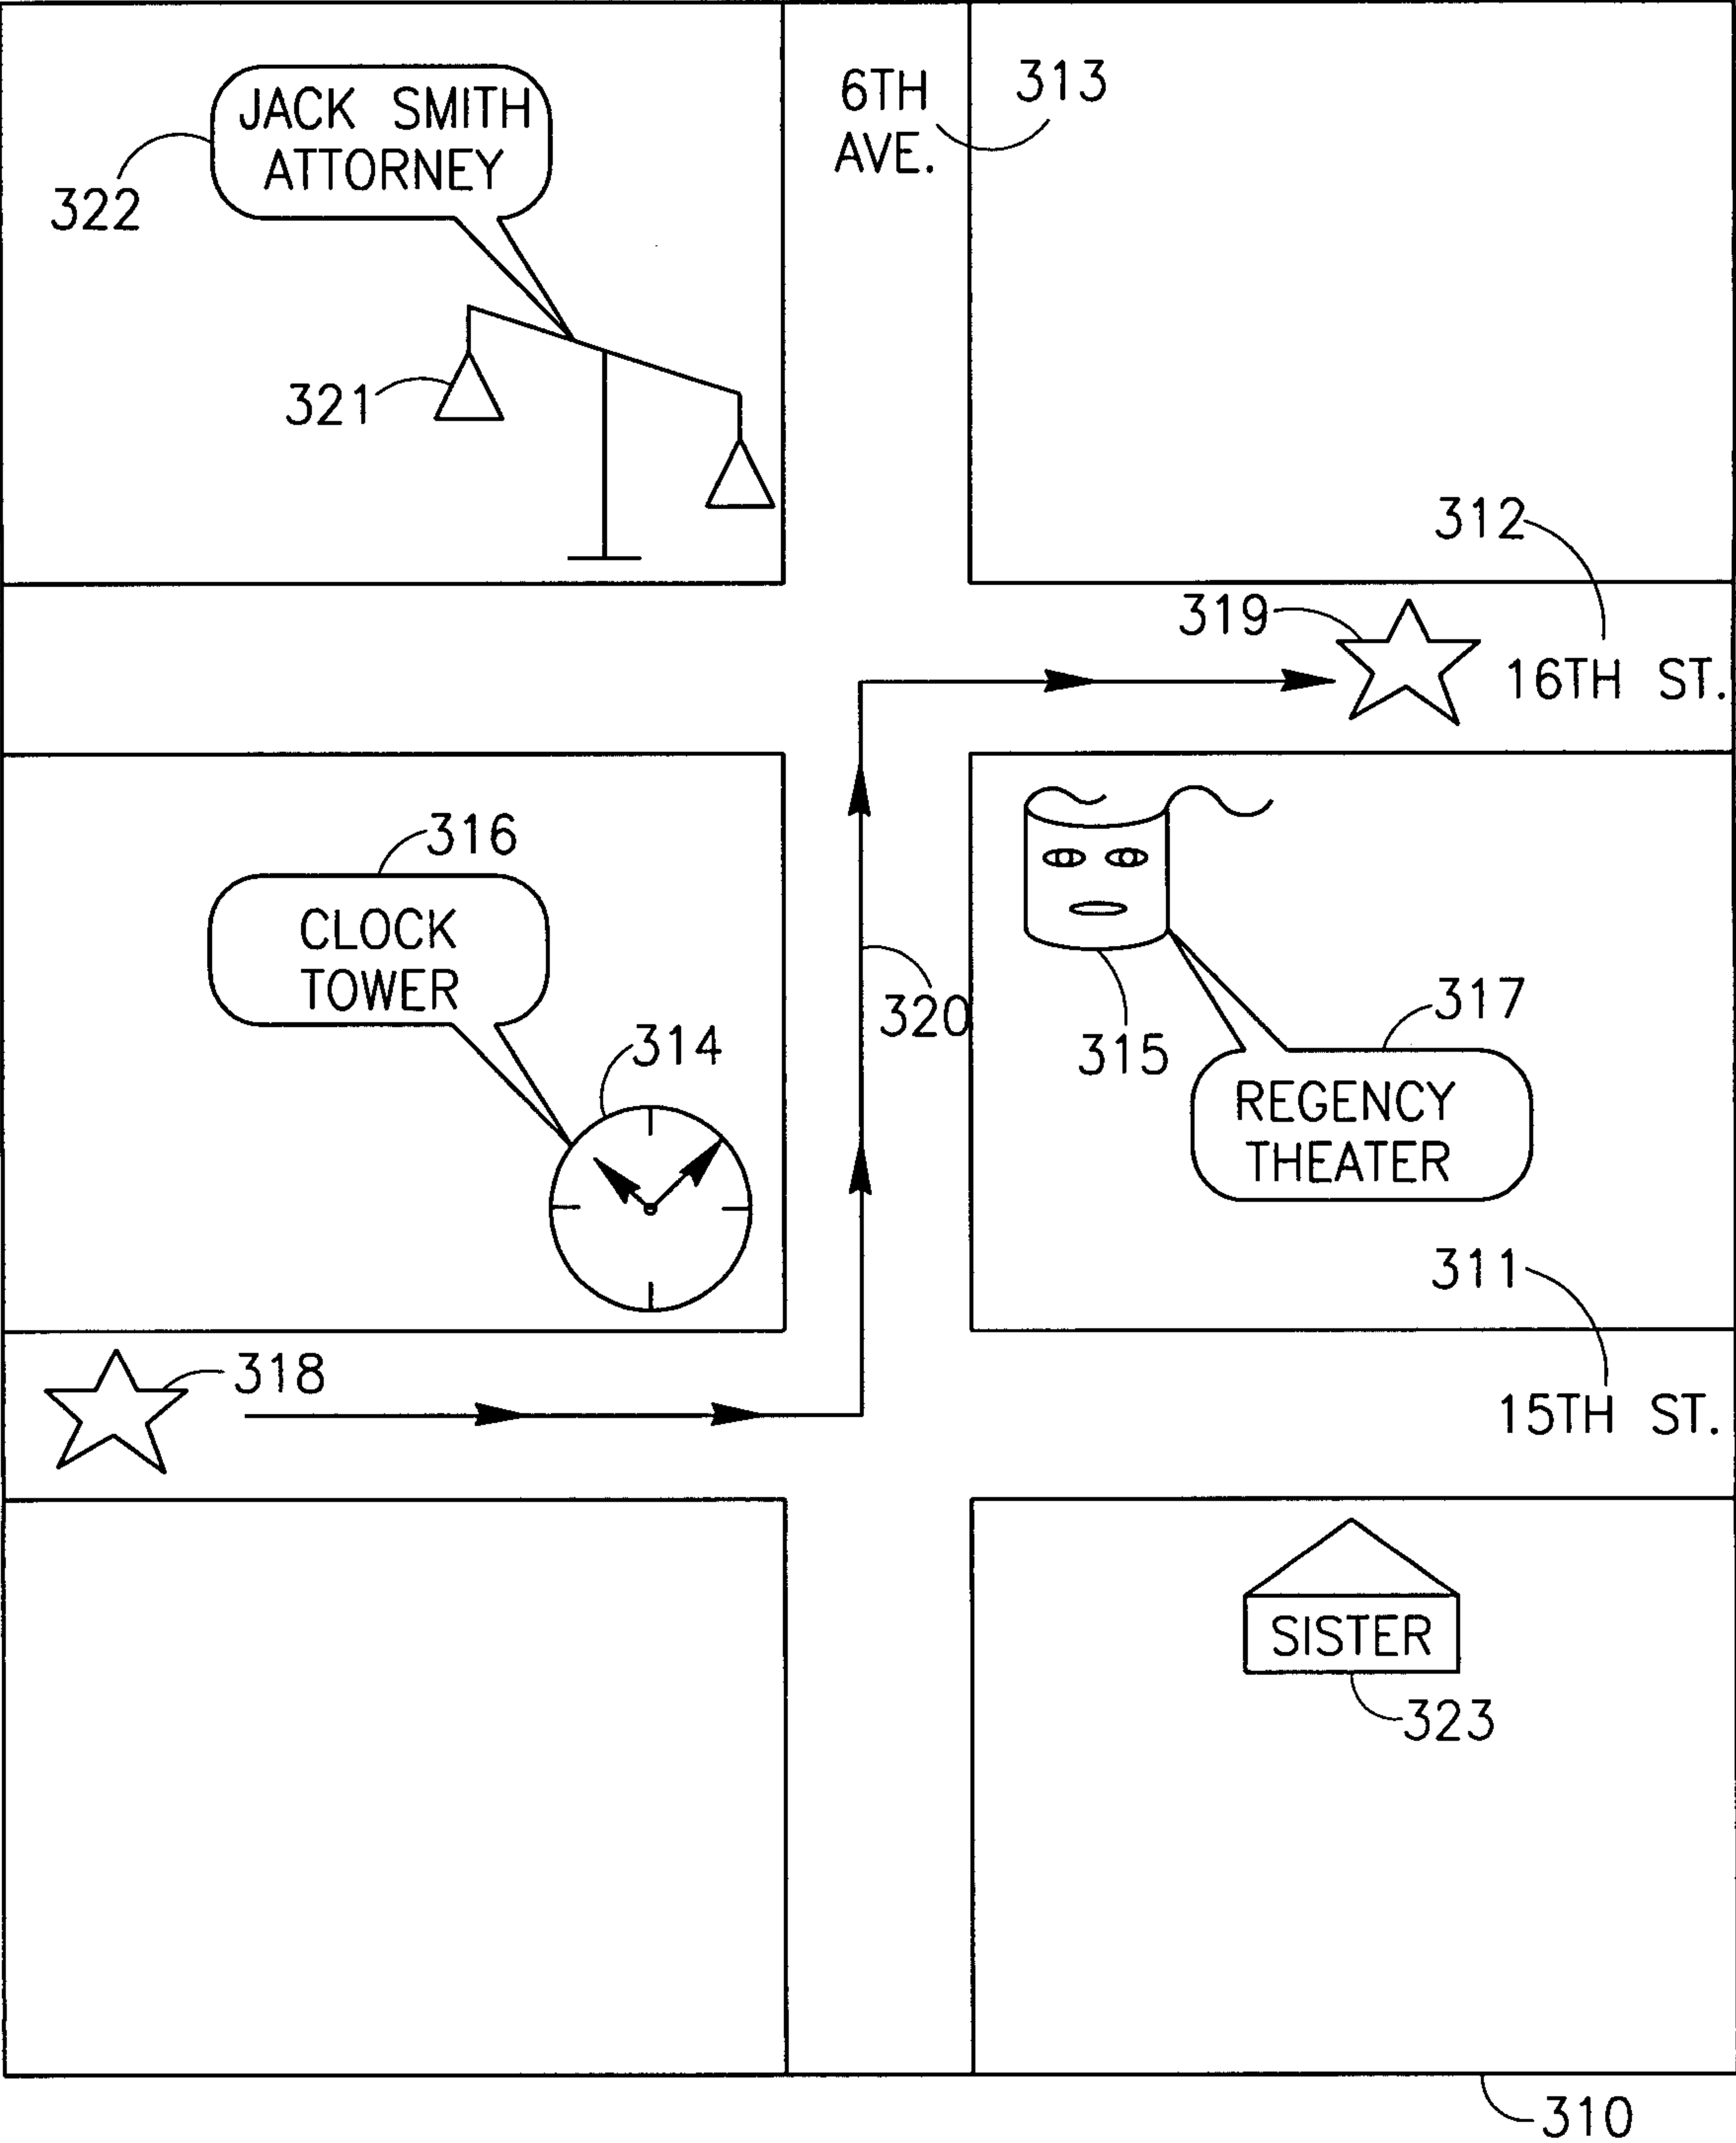 6TH
AVE.
313
JACK SMITH
ATTORNEY
322
321
312
319
16TH ST.
316
CLOCK
TOWER
314
320
315
317
REGENCY
THEATER
311
318
15TH ST.
SISTER
323
310